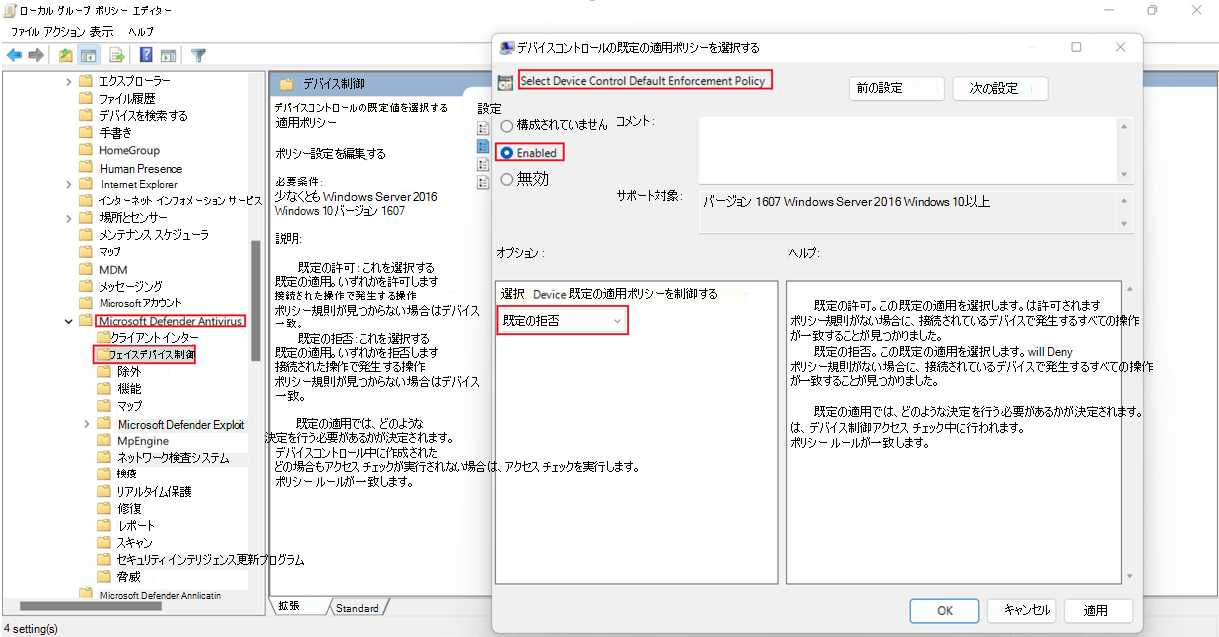 ローカル グループ ポリシー エディター
ファイル アクション 表示 ヘルプ
エクスプローラー
ファイル履歴
デバイスを検索する
手書き
HomeGroup
Human Presence
Internet Explorer
インターネット インフォメーション サービス
場所とセンサー
メンテナンス スケジューラ
マップ
MDM
メッセージング
Microsoft アカウント
Microsoft Defender Antivirus
クライアント インター
フェイスデバイス制御
除外
機能
マップ
Microsoft Defender Exploit
MpEngine
ネットワーク検査システム
検疫
リアルタイム保護
修復
レポート
スキャン
セキュリティ インテリジェンス更新プログラム
脅威
Microsoft Defender Application
4 setting(s)
デバイス制御
デバイスコントロールの既定値を選択する
適用ポリシー
ポリシー設定を編集する
必要条件:
少なくとも Windows Server 2016
Windows 10 バージョン 1607
説明:
既定の許可: これを選択する
既定の適用。いずれかを許可します
接続された操作で発生する操作
ポリシー規則が見つからない場合はデバイス
一致。
既定の拒否: これを選択する
既定の適用。いずれかを拒否します
接続された操作で発生する操作
ポリシー規則が見つからない場合はデバイス
一致。
既定の適用では、どのような
決定を行う必要があるかが決定されます。
デバイスコントロール中に作成された
どの場合もアクセス チェックが実行されない場合は、アクセス チェックを実行します。
ポリシー ルールが一致します。
設定
拡張
Standard
デバイスコントロールの既定の適用ポリシーを選択する
Select Device Control Default Enforcement Policy
前の設定
次の設定
構成されていません
コメント:
Enabled
無効
サポート対象:
バージョン 1607 Windows Server 2016 Windows 10以上
オプション:
ヘルプ:
選択 Device 既定の適用ポリシーを制御する
既定の拒否
既定の許可。この既定の適用を選択します。は許可されます
ポリシー規則がない場合に、接続されているデバイスで発生するすべての操作
が一致することが見つかりました。
既定の拒否。この既定の適用を選択します。will Deny
ポリシー規則がない場合に、接続されているデバイスで発生するすべての操作
が一致することが見つかりました。
既定の適用では、どのような決定を行う必要があるかが決定されます。
は、デバイス制御アクセス チェック中に行われます。
ポリシー ルールが一致します。
OK
キャンセル
適用